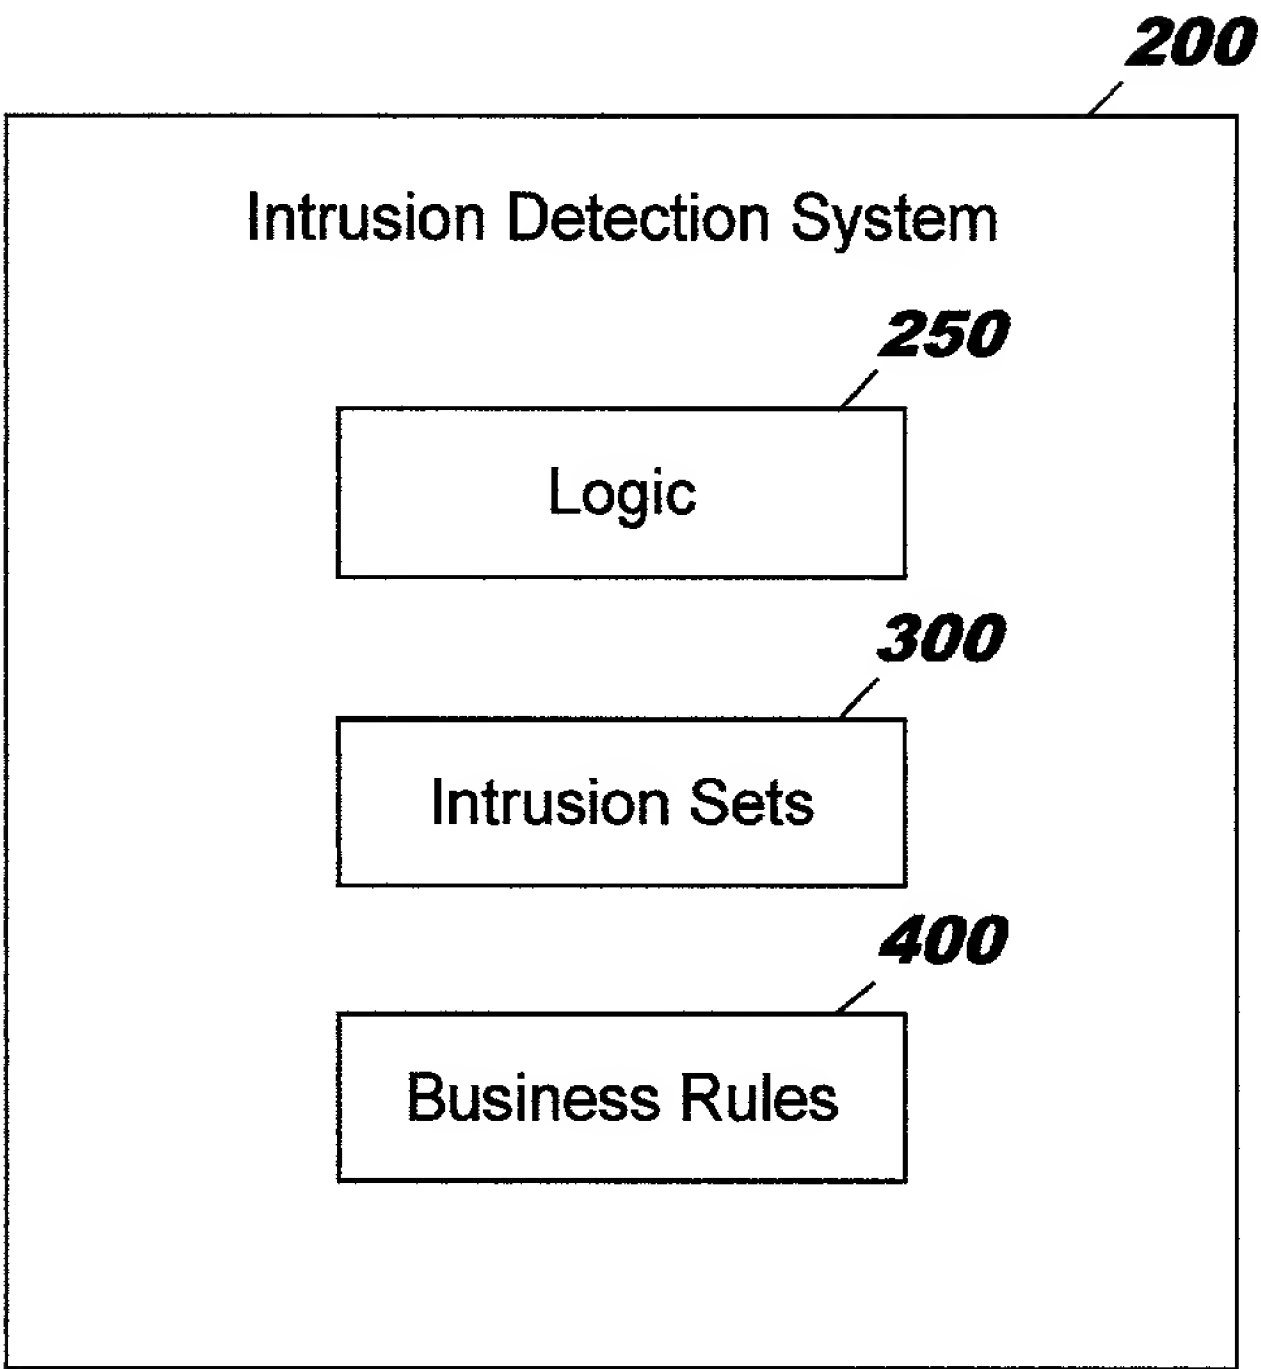 200
Intrusion Detection System
250
Logic
300
Intrusion Sets
400
Business Rules